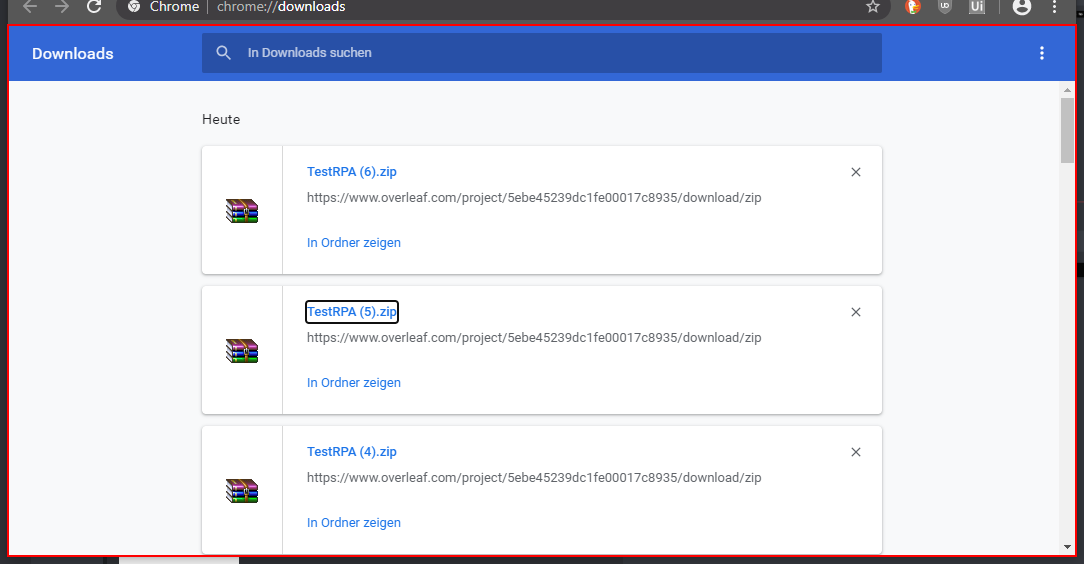 Chrome | chrome://downloads
UD
Ui
Downloads
In Downloads suchen
Heute
TestRPA (6).zip
https://www.overleaf.com/project/5ebe45239dc1fe00017c8935/download/zip
In Ordner zeigen
TestRPA (5).zip
https://www.overleaf.com/project/5ebe45239dc1fe00017c8935/download/zip
In Ordner zeigen
TestRPA (4).zip
https://www.overleaf.com/project/5ebe45239dc1fe00017c8935/download/zip
In Ordner zeigen